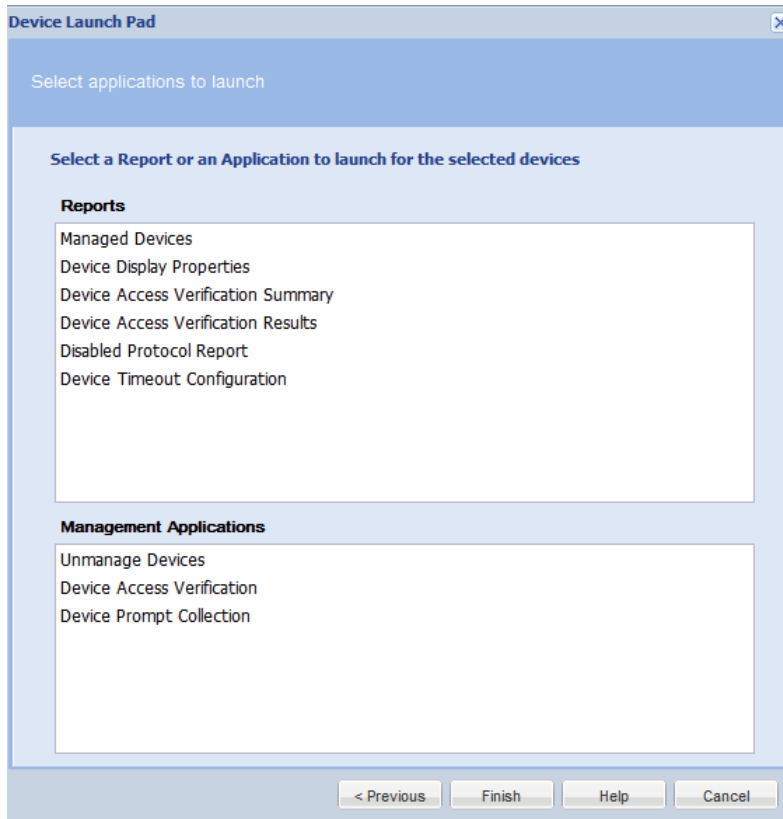 Device Launch Pad
Select applications to launch
Select a Report or an Application to launch for the selected devices
Reports
Managed Devices
Device Display Properties
Device Access Verification Summary
Device Access Verification Results
Disabled Protocol Report
Device Timeout Configuration
Management Applications
Unmanage Devices
Device Access Verification
Device Prompt Collection
< Previous Finish Help Cancel